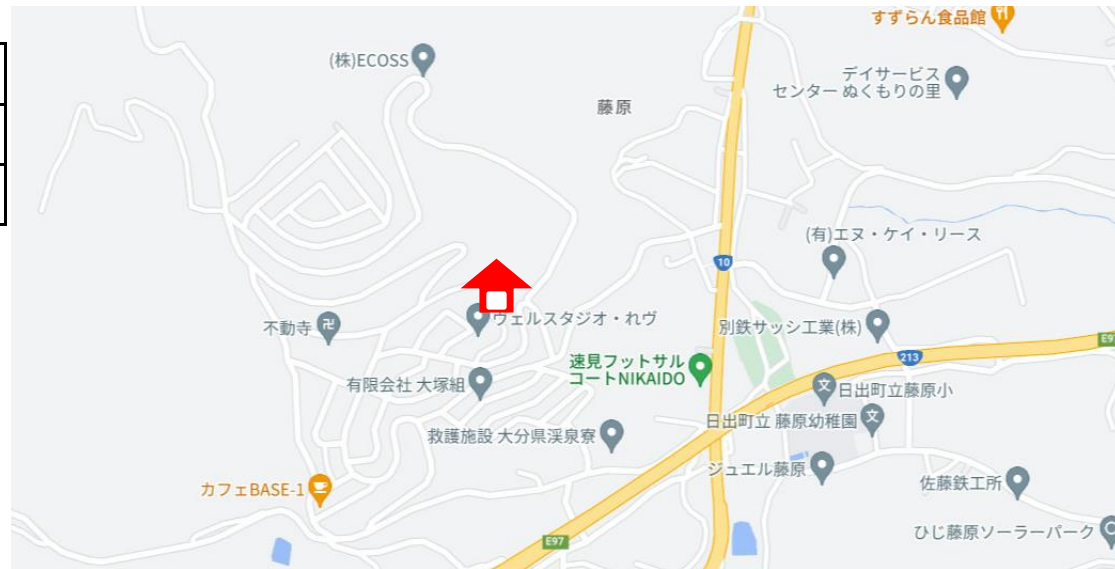 すずらん食品館
(株)ECOSS
デイサービス
センター ぬくもりの里
藤原
(有)エヌ・ケイ・リース
10
不動寺
卍
ウェルスタジオ・れヴ
別鉄サッシ工業(株)
213
E97
速見フットサル
コートNIKAIDO
有限会社 大塚組
文
日出町立藤原小
日出町立 藤原幼稚園
文
救護施設 大分県渓泉寮
ジュエル藤原
カフェBASE-1
佐藤鉄工所
ひじ藤原ソーラーパーク
E97